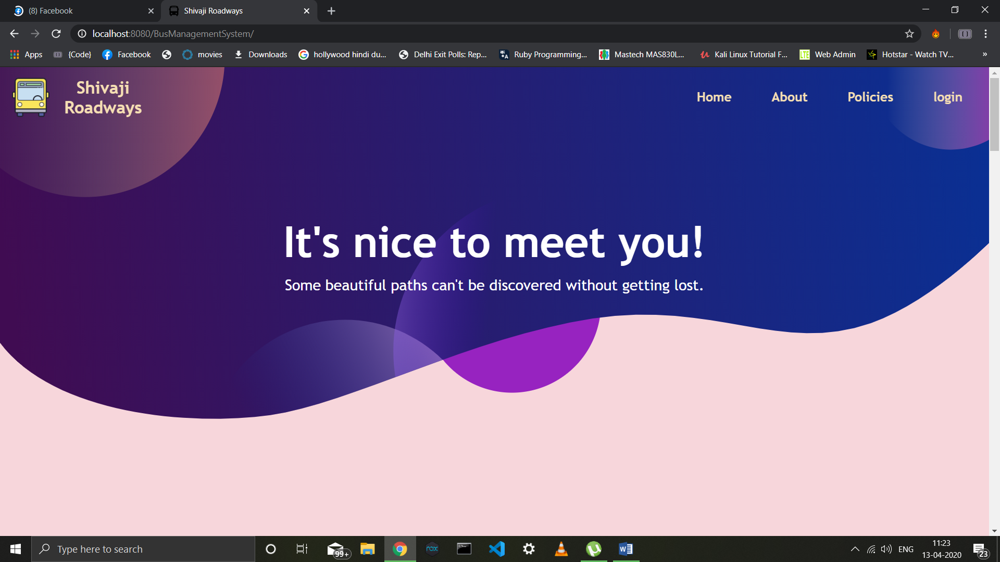 (8) Facebook
Shivaji Roadways
localhost:8080/BusManagementSystem/
Apps
{Code}
Facebook
movies
Downloads
hollywood hindi du...
Delhi Exit Polls: Rep...
Ruby Programming...
Mastech MAS830L...
Kali Linux Tutorial F...
LTE
Web Admin
Hotstar - Watch TV...
»
Shivaji
Roadways
Home
About
Policies
login
It's nice to meet you!
Some beautiful paths can't be discovered without getting lost.
Type here to search
99+
nox
ENG
11:23
13-04-2020
23